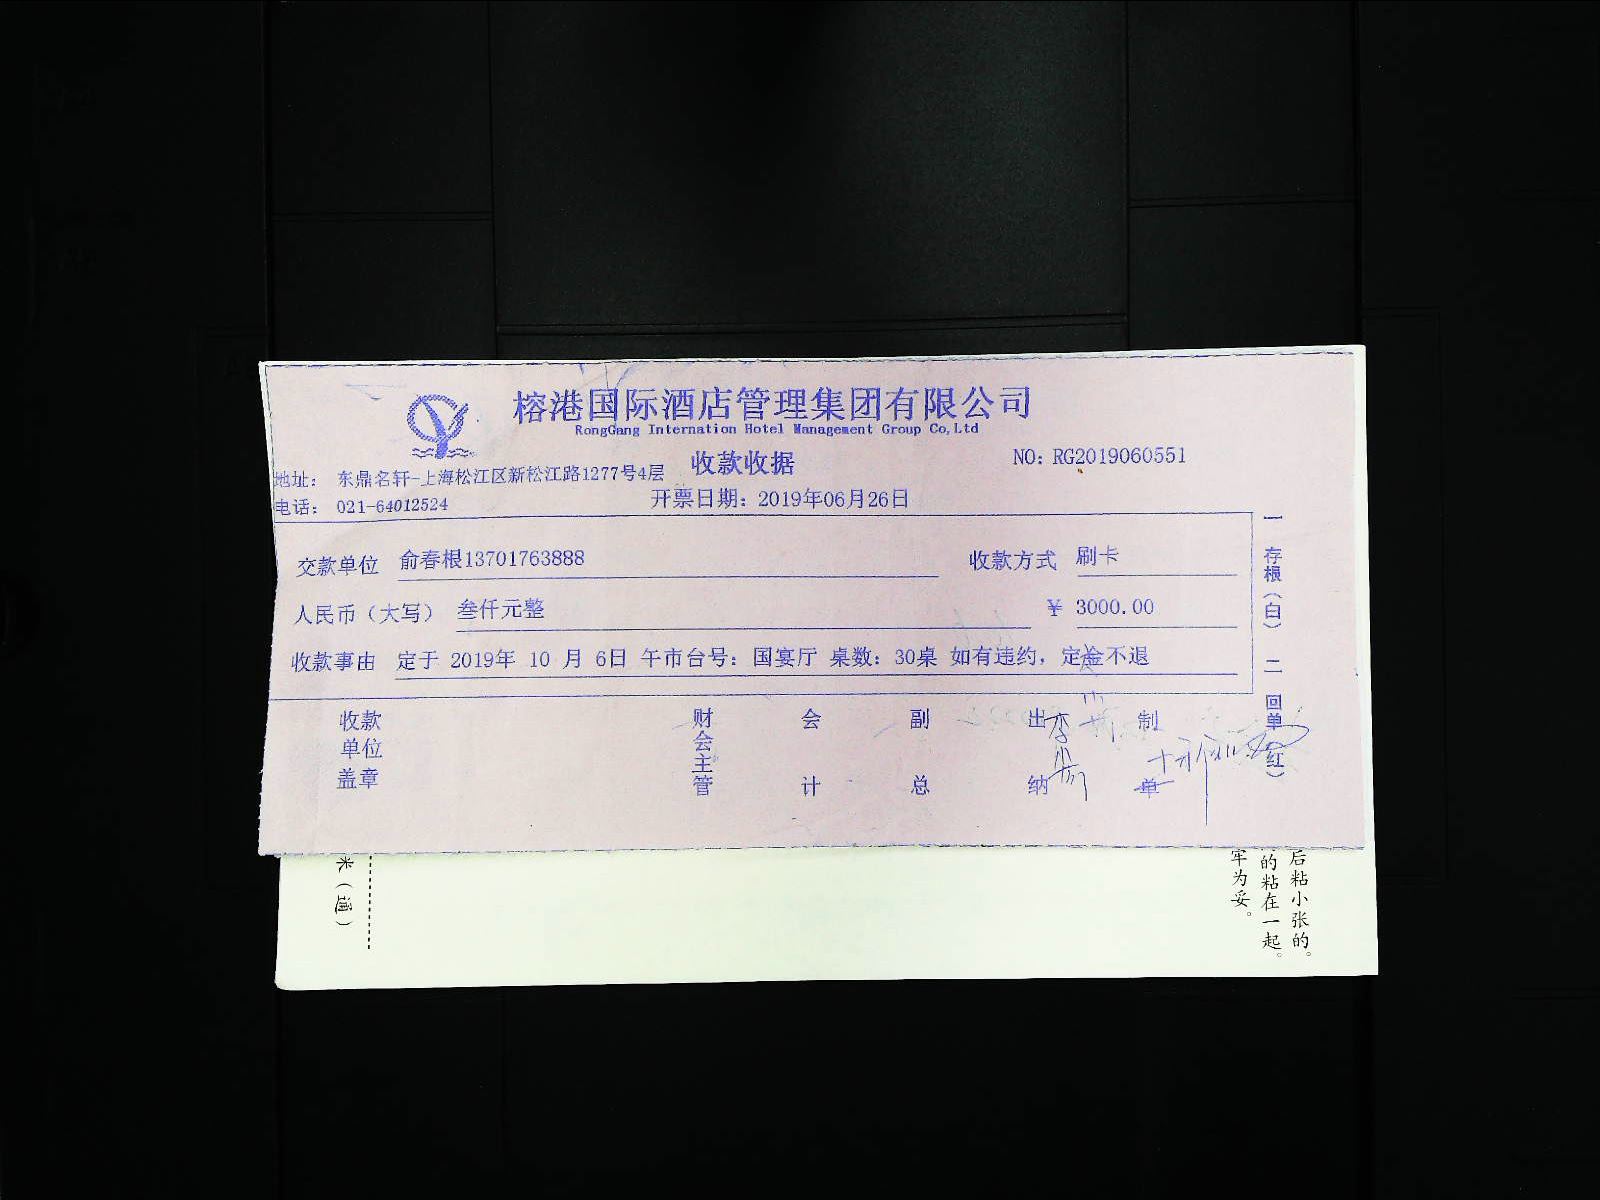 榕港国际酒店管理集团有限公司
RongGang Internation Hotel Management Group Co,Ltd
收款收据
NO: RG2019060551
地址： 东鼎名轩-上海松江区新松江路1277号4层
电话： 021-64012524
开票日期：2019年06月26日
交款单位 俞春根13701763888 收款方式 刷卡
人民币（大写） 叁仟元整 ￥ 3000.00
收款事由 定于 2019年 10 月 6日 午市台号：国宴厅 桌数：30桌 如有违约，定金不退
收款单位盖章 财会主管 会计 副总 出纳 制单
一存根（白） 二回单（红）
后粘小张的。
的粘在一起。
牢为妥。